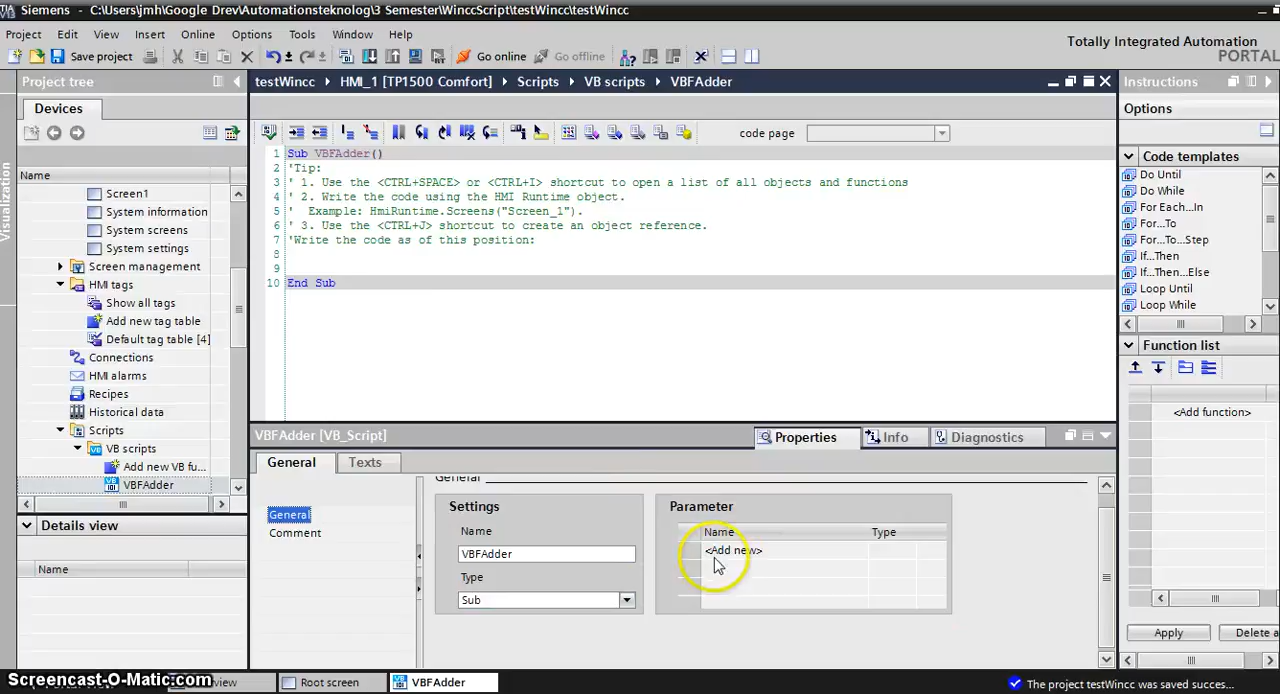 Siemens - C:\Users\jmh\Google Drev\Automationsteknolog\3 Semester\WinccScript\testWincc\testWincc
Project Edit View Insert Online Options Tools Window Help
Totally Integrated Automation
PORTAL
Save project Go online Go offline
Project tree
testWincc HMI_1 [TP1500 Comfort] Scripts VB scripts VBFAdder
Instructions
Devices
Options
code page
Name
Screen1
System information
System screens
System settings
Screen management
HMI tags
Show all tags
Add new tag table
Default tag table [4]
Connections
HMI alarms
Recipes
Historical data
Scripts
VB scripts
Add new VB fu...
VBFAdder
Details view
Name
Visualization
1 Sub VBFAdder()
2 'Tip:
3 ' 1. Use the <CTRL+SPACE> or <CTRL+I> shortcut to open a list of all objects and functions
4 ' 2. Write the code using the HMI Runtime object.
5 ' Example: HmiRuntime.Screens("Screen_1").
6 ' 3. Use the <CTRL+J> shortcut to create an object reference.
7 'Write the code as of this position:
8
9
10 End Sub
Code templates
Do Until
Do While
For Each...In
For...To
For...To...Step
If...Then
If...Then...Else
Loop Until
Loop While
Function list
<Add function>
Apply Delete a
VBFAdder [VB_Script]
Properties Info Diagnostics
General Texts
General
Comment
General
Settings
Name
VBFAdder
Type
Sub
Parameter
Name Type
<Add new>
Screencast-O-Matic.com
Root screen VBFAdder
The project testWincc was saved succes...